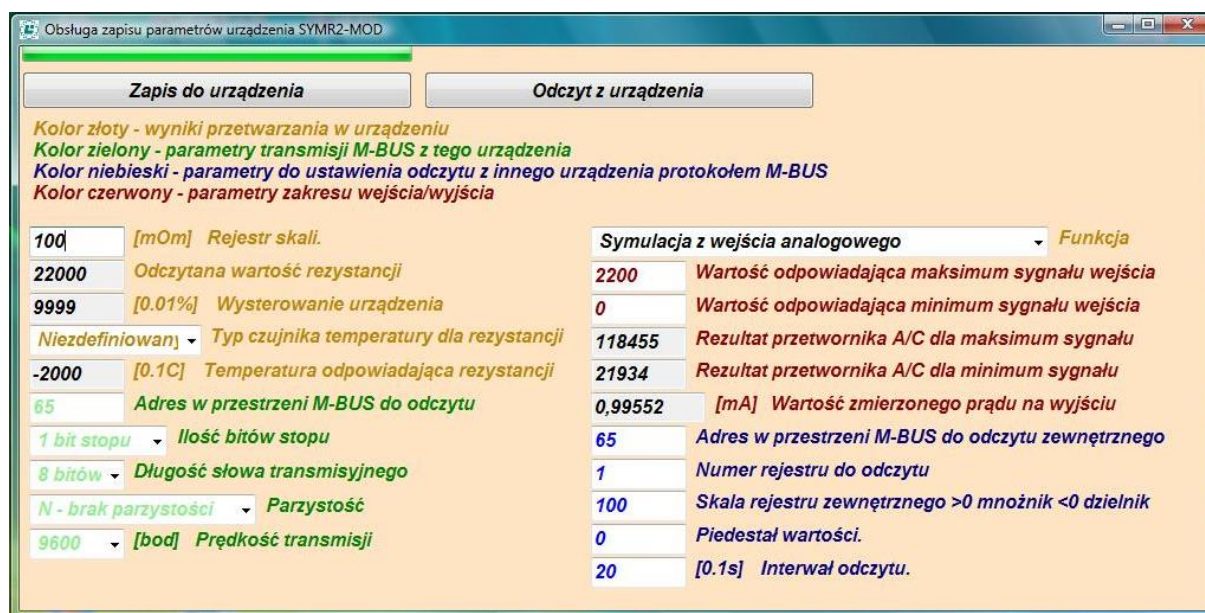 Obsługa zapisu parametrów urządzenia SYMR2-MOD
Zapis do urządzenia
Odczyt z urządzenia
Kolor złoty - wyniki przetwarzania w urządzeniu
Kolor zielony - parametry transmisji M-BUS z tego urządzenia
Kolor niebieski - parametry do ustawienia odczytu z innego urządzenia protokołem M-BUS
Kolor czerwony - parametry zakresu wejścia/wyjścia
100 [mOm] Rejestr skali.
22000 Odczytana wartość rezystancji
9999 [0.01%] Wysterowanie urządzenia
Niezdefiniowany Typ czujnika temperatury dla rezystancji
-2000 [0.1C] Temperatura odpowiadająca rezystancji
65 Adres w przestrzeni M-BUS do odczytu
1 bit stopu Ilość bitów stopu
8 bitów Długość słowa transmisyjnego
N - brak parzystości Parzystość
9600 [bod] Prędkość transmisji
Symulacja z wejścia analogowego Funkcja
2200 Wartość odpowiadająca maksimum sygnału wejścia
0 Wartość odpowiadająca minimum sygnału wejścia
118455 Rezultat przetwornika A/C dla maksimum sygnału
21934 Rezultat przetwornika A/C dla minimum sygnału
0,99552 [mA] Wartość zmierzonego prądu na wyjściu
65 Adres w przestrzeni M-BUS do odczytu zewnętrznego
1 Numer rejestru do odczytu
100 Skala rejestru zewnętrznego >0 mnożnik <0 dzielnik
0 Piedestał wartości.
20 [0.1s] Interwał odczytu.